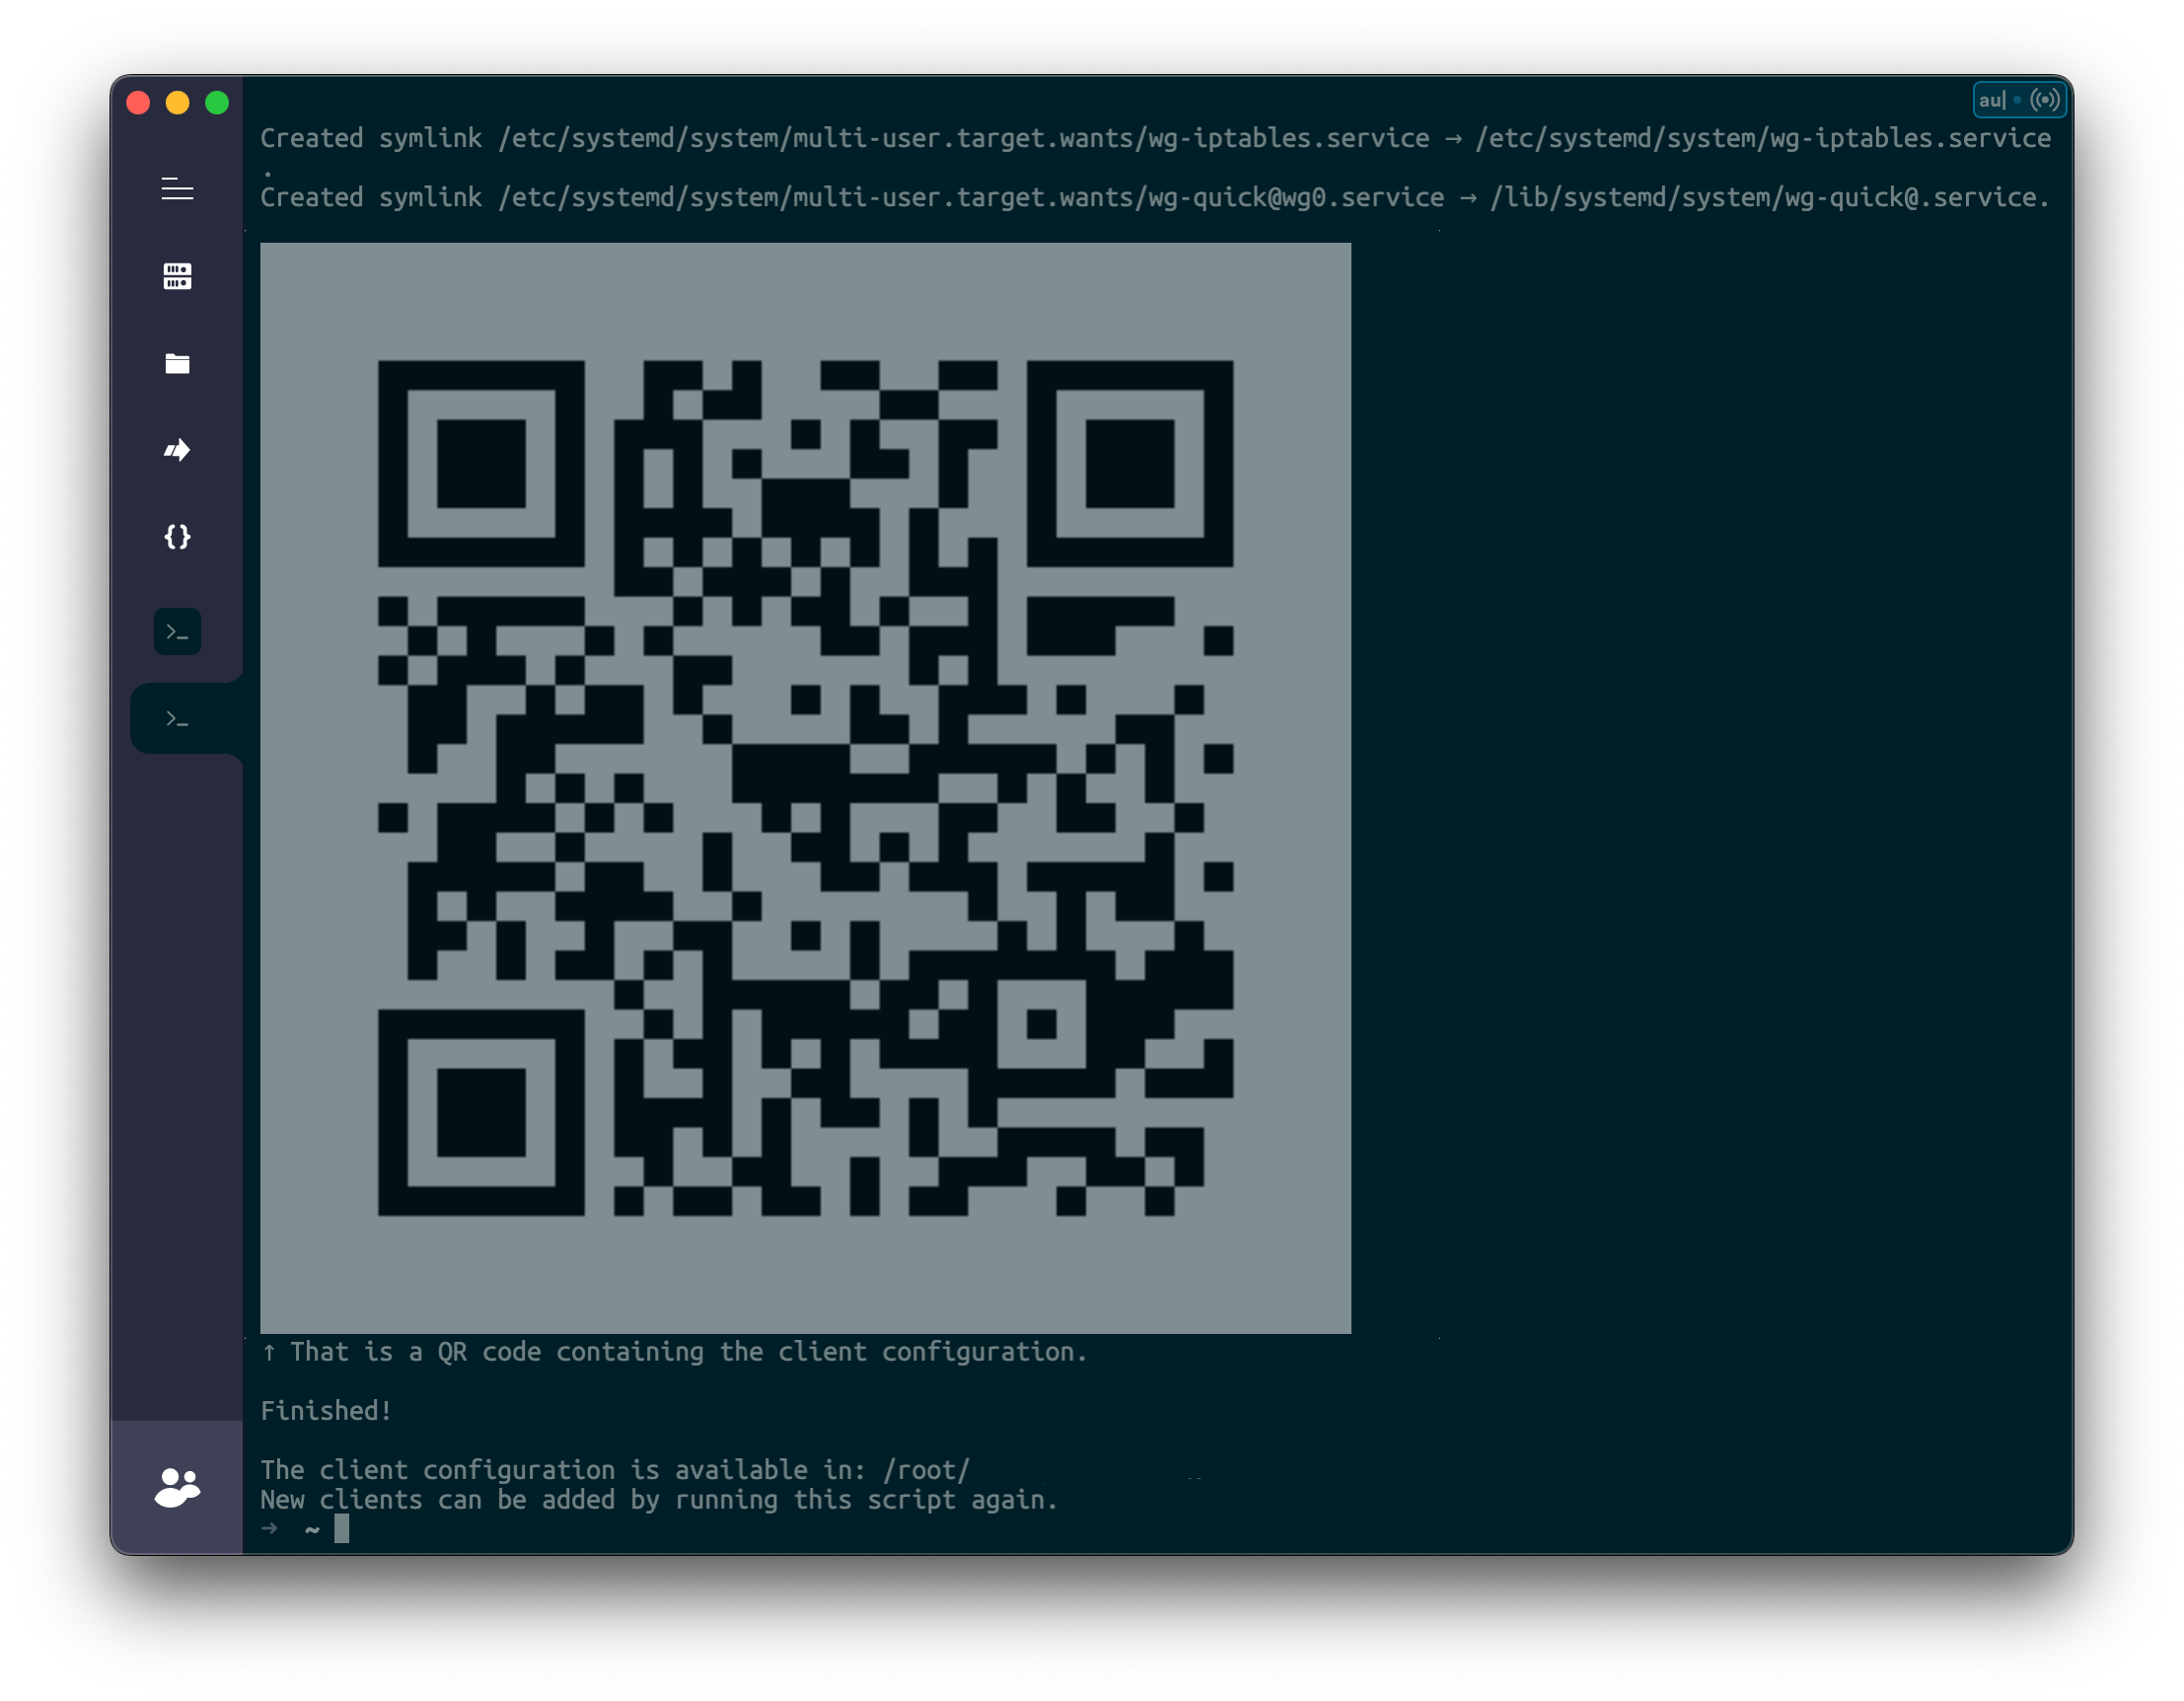 au|
Created symlink /etc/systemd/system/multi-user.target.wants/wg-iptables.service → /etc/systemd/system/wg-iptables.service
.
Created symlink /etc/systemd/system/multi-user.target.wants/wg-quick@wg0.service → /lib/systemd/system/wg-quick@.service.
↑ That is a QR code containing the client configuration.
Finished!
The client configuration is available in: /root/
New clients can be added by running this script again.
→ ~